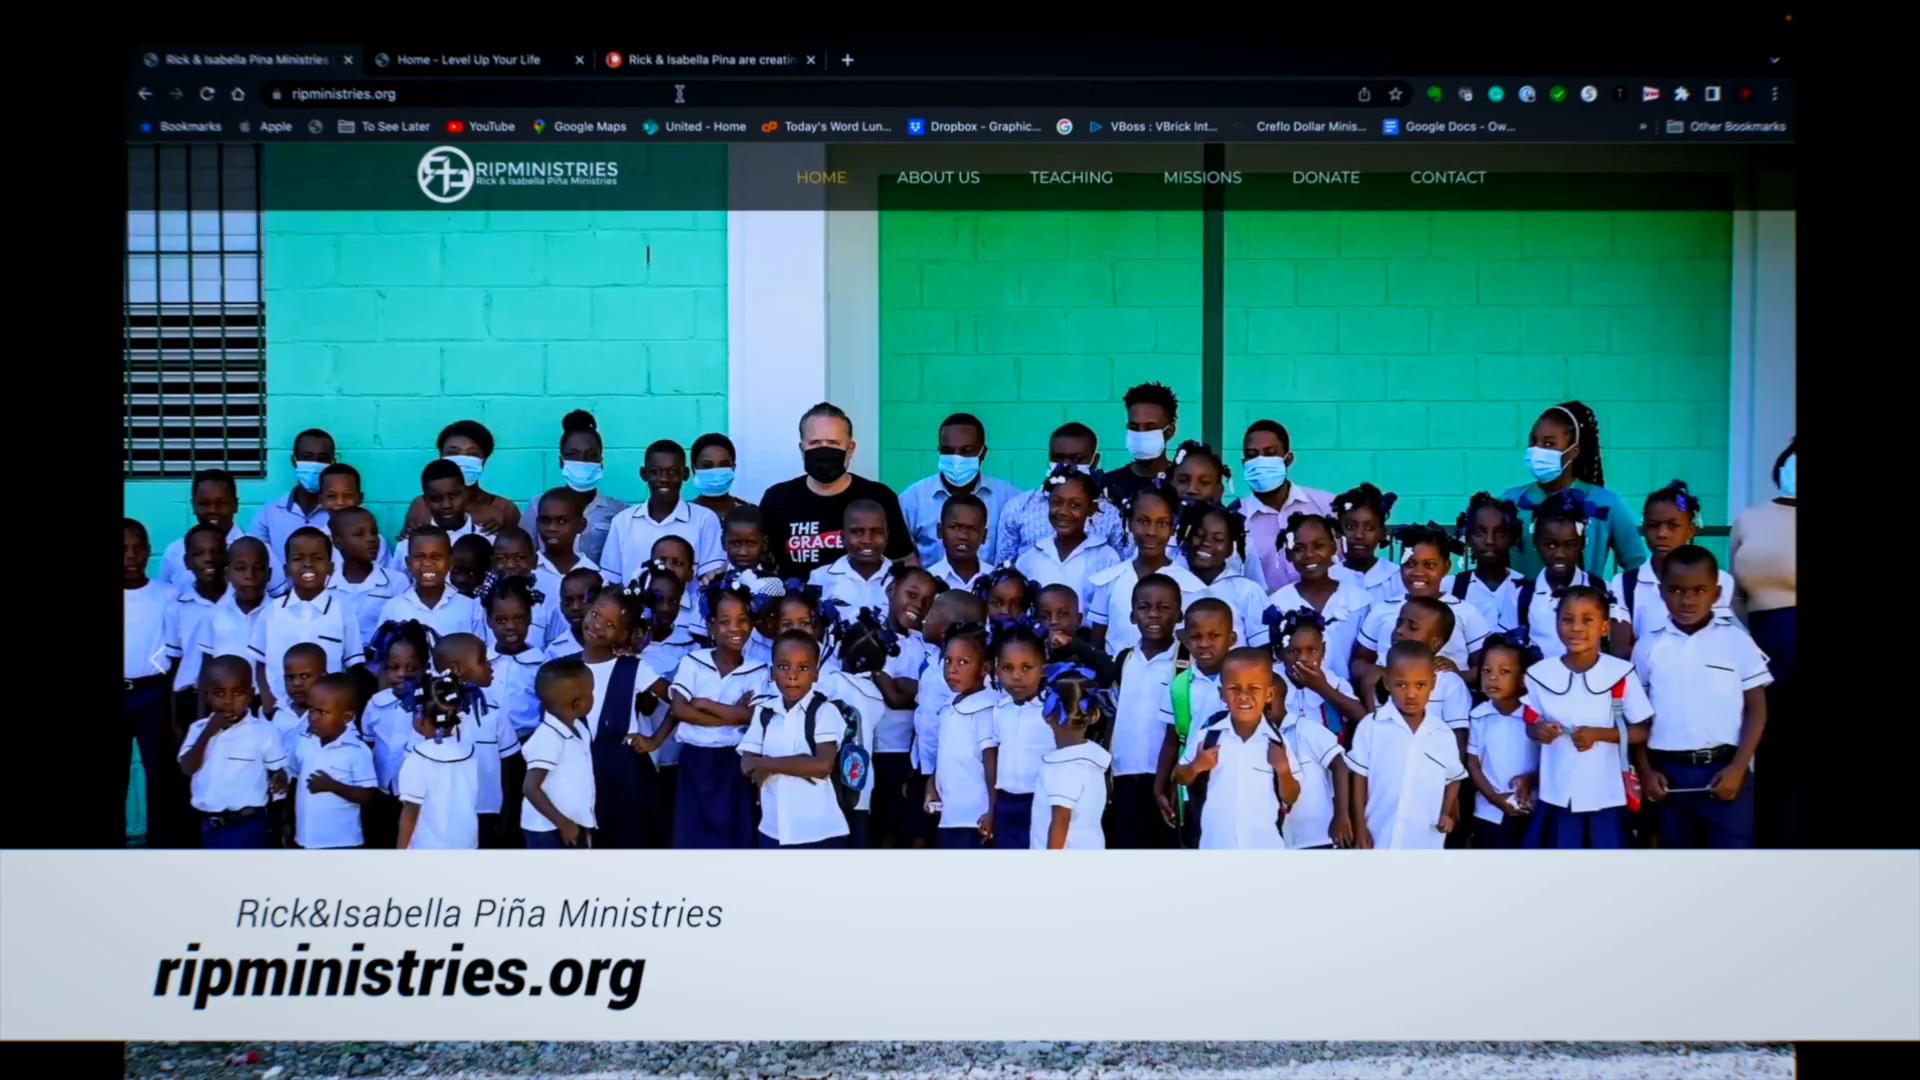 Rick & Isabella Piña Ministries
Home - Level Up Your Life
Rick & Isabella Pina are creatin
ripministries.org
Bookmarks
Apple
To See Later
YouTube
Google Maps
United - Home
Today's Word Lun...
Dropbox - Graphic...
VBoss : VBrick Int...
Creflo Dollar Minis...
Google Docs - Ow...
»
Other Bookmarks
RIPMINISTRIES
Rick & Isabella Piña Ministries
HOME
ABOUT US
TEACHING
MISSIONS
DONATE
CONTACT
THE
GRACE
LIFE
Rick&Isabella Piña Ministries
ripministries.org